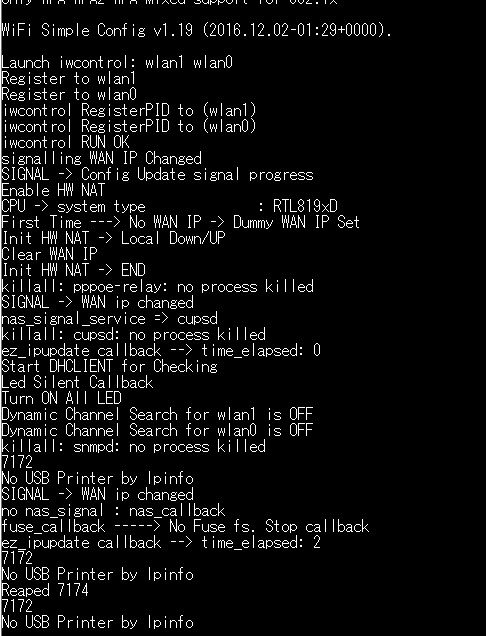 only WPA WPA2 WPA Mixed support for 802.1x
WiFi Simple Config v1.19 (2016.12.02-01:29+0000).
Launch iwcontrol: wlan1 wlan0
Register to wlan1
Register to wlan0
iwcontrol RegisterPID to (wlan1)
iwcontrol RegisterPID to (wlan0)
iwcontrol RUN OK
signalling WAN IP Changed
SIGNAL -> Config Update signal progress
Enable HW NAT
CPU -> system type : RTL819xD
First Time ---> No WAN IP -> Dummy WAN IP Set
Init HW NAT -> Local Down/UP
Clear WAN IP
Init HW NAT -> END
killall: pppoe-relay: no process killed
SIGNAL -> WAN ip changed
nas_signal_service => cupsd
killall: cupsd: no process killed
ez_ipupdate callback --> time_elapsed: 0
Start DHCLIENT for Checking
Led Silent Callback
Turn ON All LED
Dynamic Channel Search for wlan1 is OFF
Dynamic Channel Search for wlan0 is OFF
killall: snmpd: no process killed
7172
No USB Printer by lpinfo
SIGNAL -> WAN ip changed
no nas_signal : nas_callback
fuse_callback -----> No Fuse fs. Stop callback
ez_ipupdate callback --> time_elapsed: 2
7172
No USB Printer by lpinfo
Reaped 7174
7172
No USB Printer by lpinfo